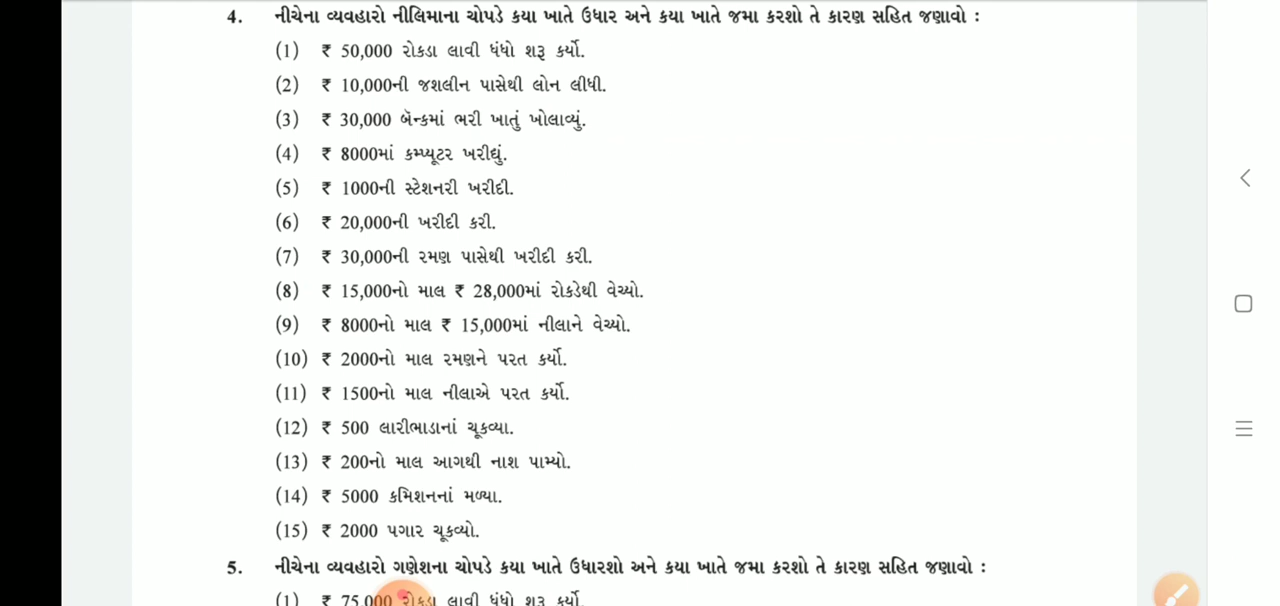 4. નીચેના વ્યવહારો નીલિમાના ચોપડે કયા ખાતે ઉધાર અને કયા ખાતે જમા કરશો તે કારણ સહિત જણાવો :
(1) ₹ 50,000 રોકડા લાવી ધંધો શરૂ કર્યો.
(2) ₹ 10,000ની જશલીન પાસેથી લોન લીધી.
(3) ₹ 30,000 બૅન્કમાં ભરી ખાતું ખોલાવ્યું.
(4) ₹ 8000માં કમ્પ્યૂટર ખરીદ્યું.
(5) ₹ 1000ની સ્ટેશનરી ખરીદી.
(6) ₹ 20,000ની ખરીદી કરી.
(7) ₹ 30,000ની રમણ પાસેથી ખરીદી કરી.
(8) ₹ 15,000નો માલ ₹ 28,000માં રોકડેથી વેચ્યો.
(9) ₹ 8000નો માલ ₹ 15,000માં નીલાને વેચ્યો.
(10) ₹ 2000નો માલ રમણને પરત કર્યો.
(11) ₹ 1500નો માલ નીલાએ પરત કર્યો.
(12) ₹ 500 લારીભાડાનાં ચૂકવ્યા.
(13) ₹ 200નો માલ આગથી નાશ પામ્યો.
(14) ₹ 5000 કમિશનનાં મળ્યા.
(15) ₹ 2000 પગાર ચૂકવ્યો.
5. નીચેના વ્યવહારો ગણેશના ચોપડે કયા ખાતે ઉધારશો અને કયા ખાતે જમા કરશો તે કારણ સહિત જણાવો :
(1) ₹ 75,000 રોકડા લાવી ધંધો શરૂ કર્યો.